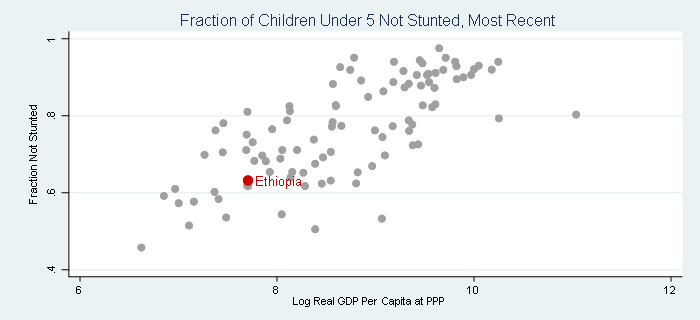 Fraction of Children Under 5 Not Stunted, Most Recent
Fraction Not Stunted
1
.8
.6
.4
Ethiopia
6
8
10
12
Log Real GDP Per Capita at PPP